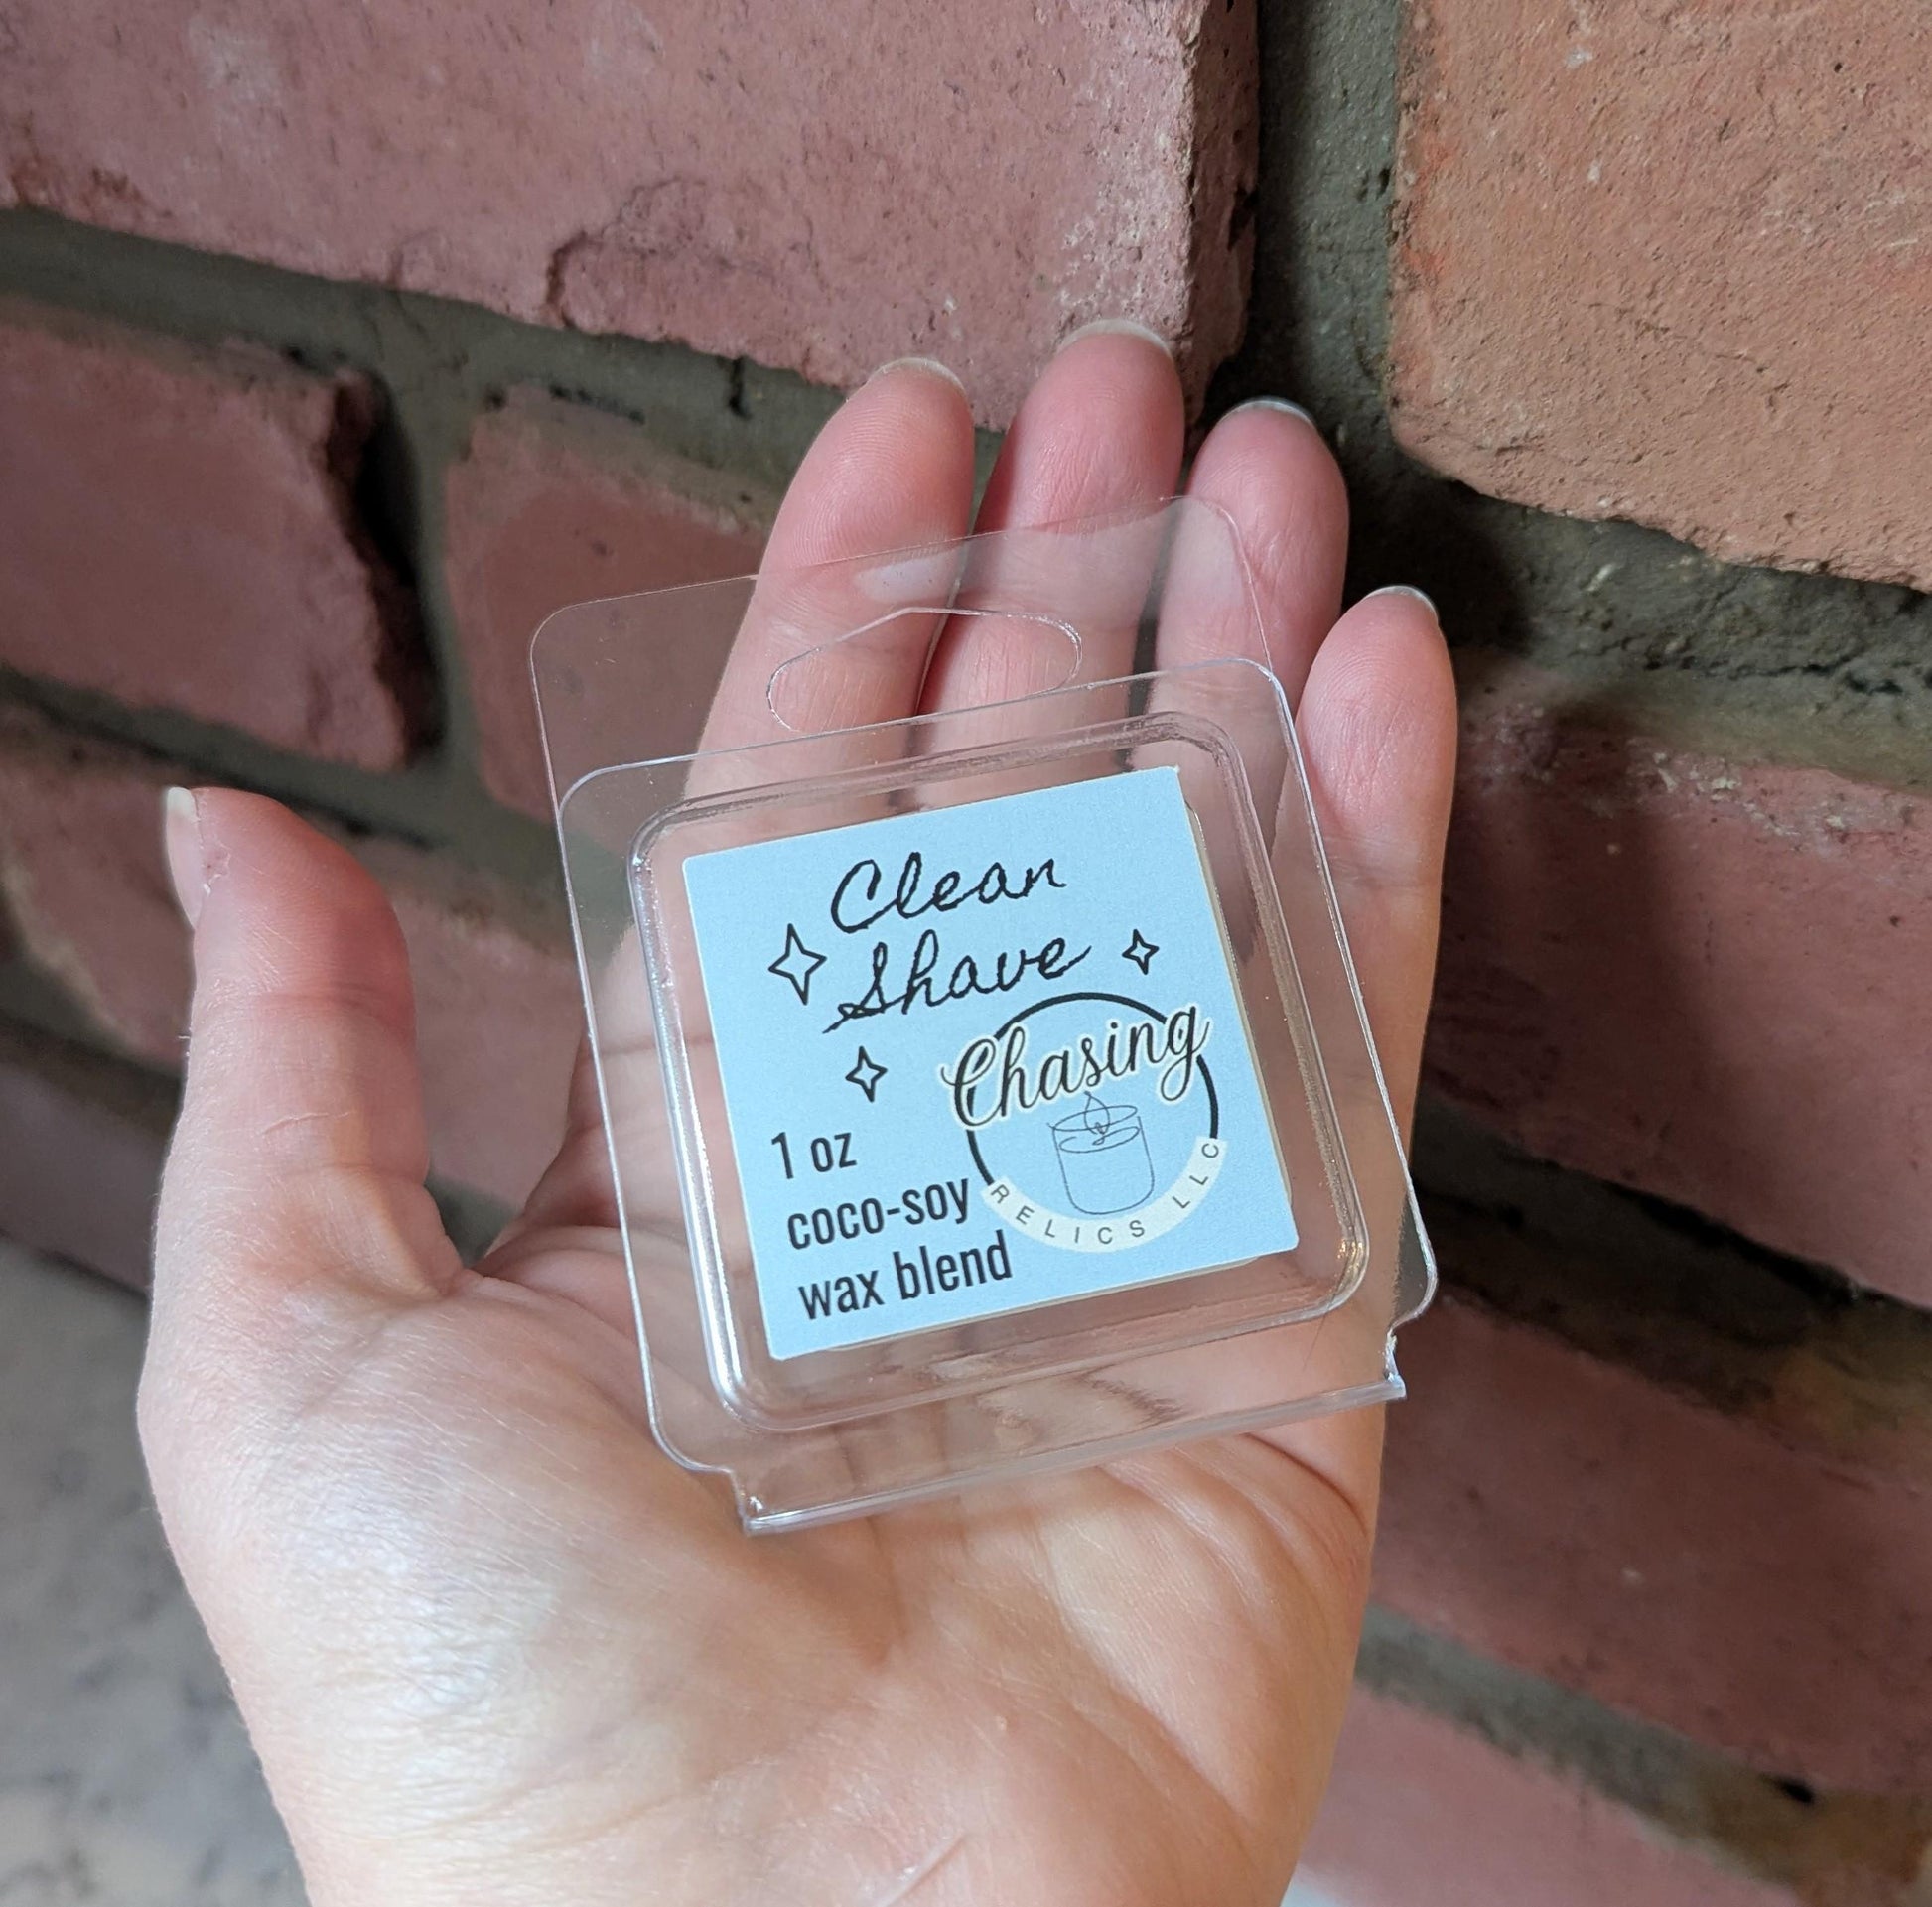 Clean
Shave
Chasing
RELICS LLC
1 oz
coco-soy
wax blend